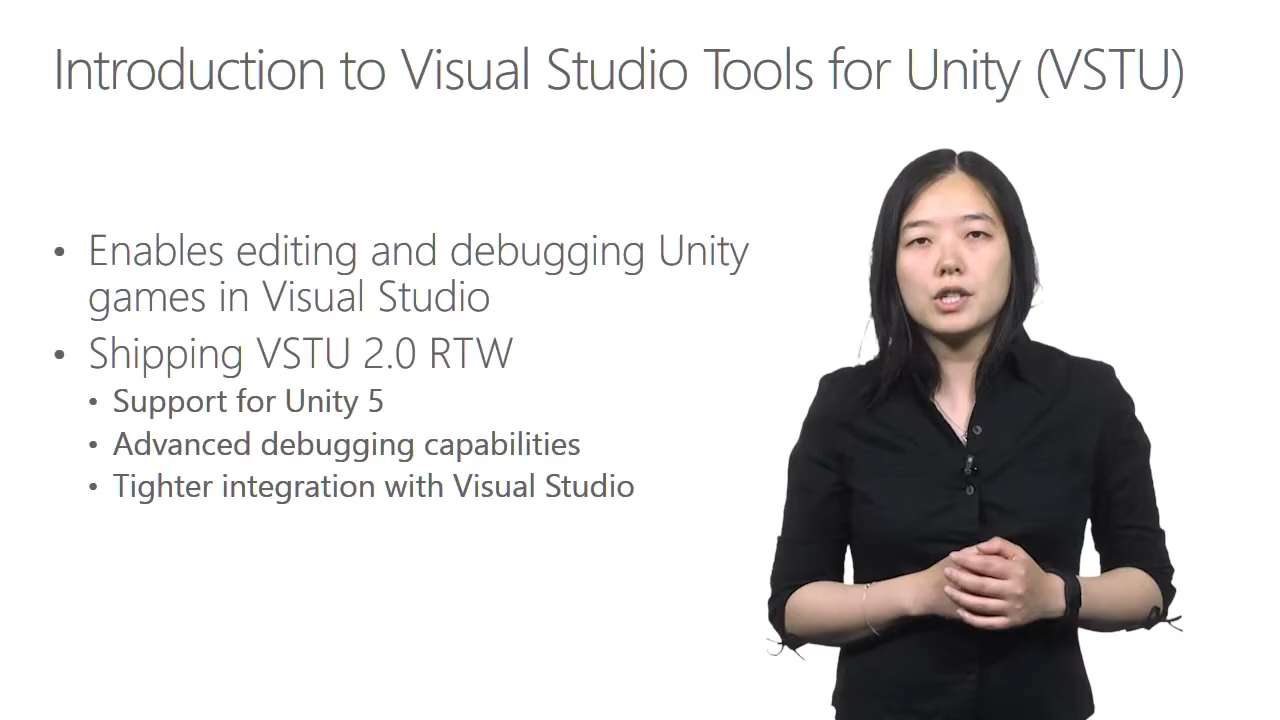 Introduction to Visual Studio Tools for Unity (VSTU)
• Enables editing and debugging Unity
games in Visual Studio
• Shipping VSTU 2.0 RTW
• Support for Unity 5
• Advanced debugging capabilities
• Tighter integration with Visual Studio